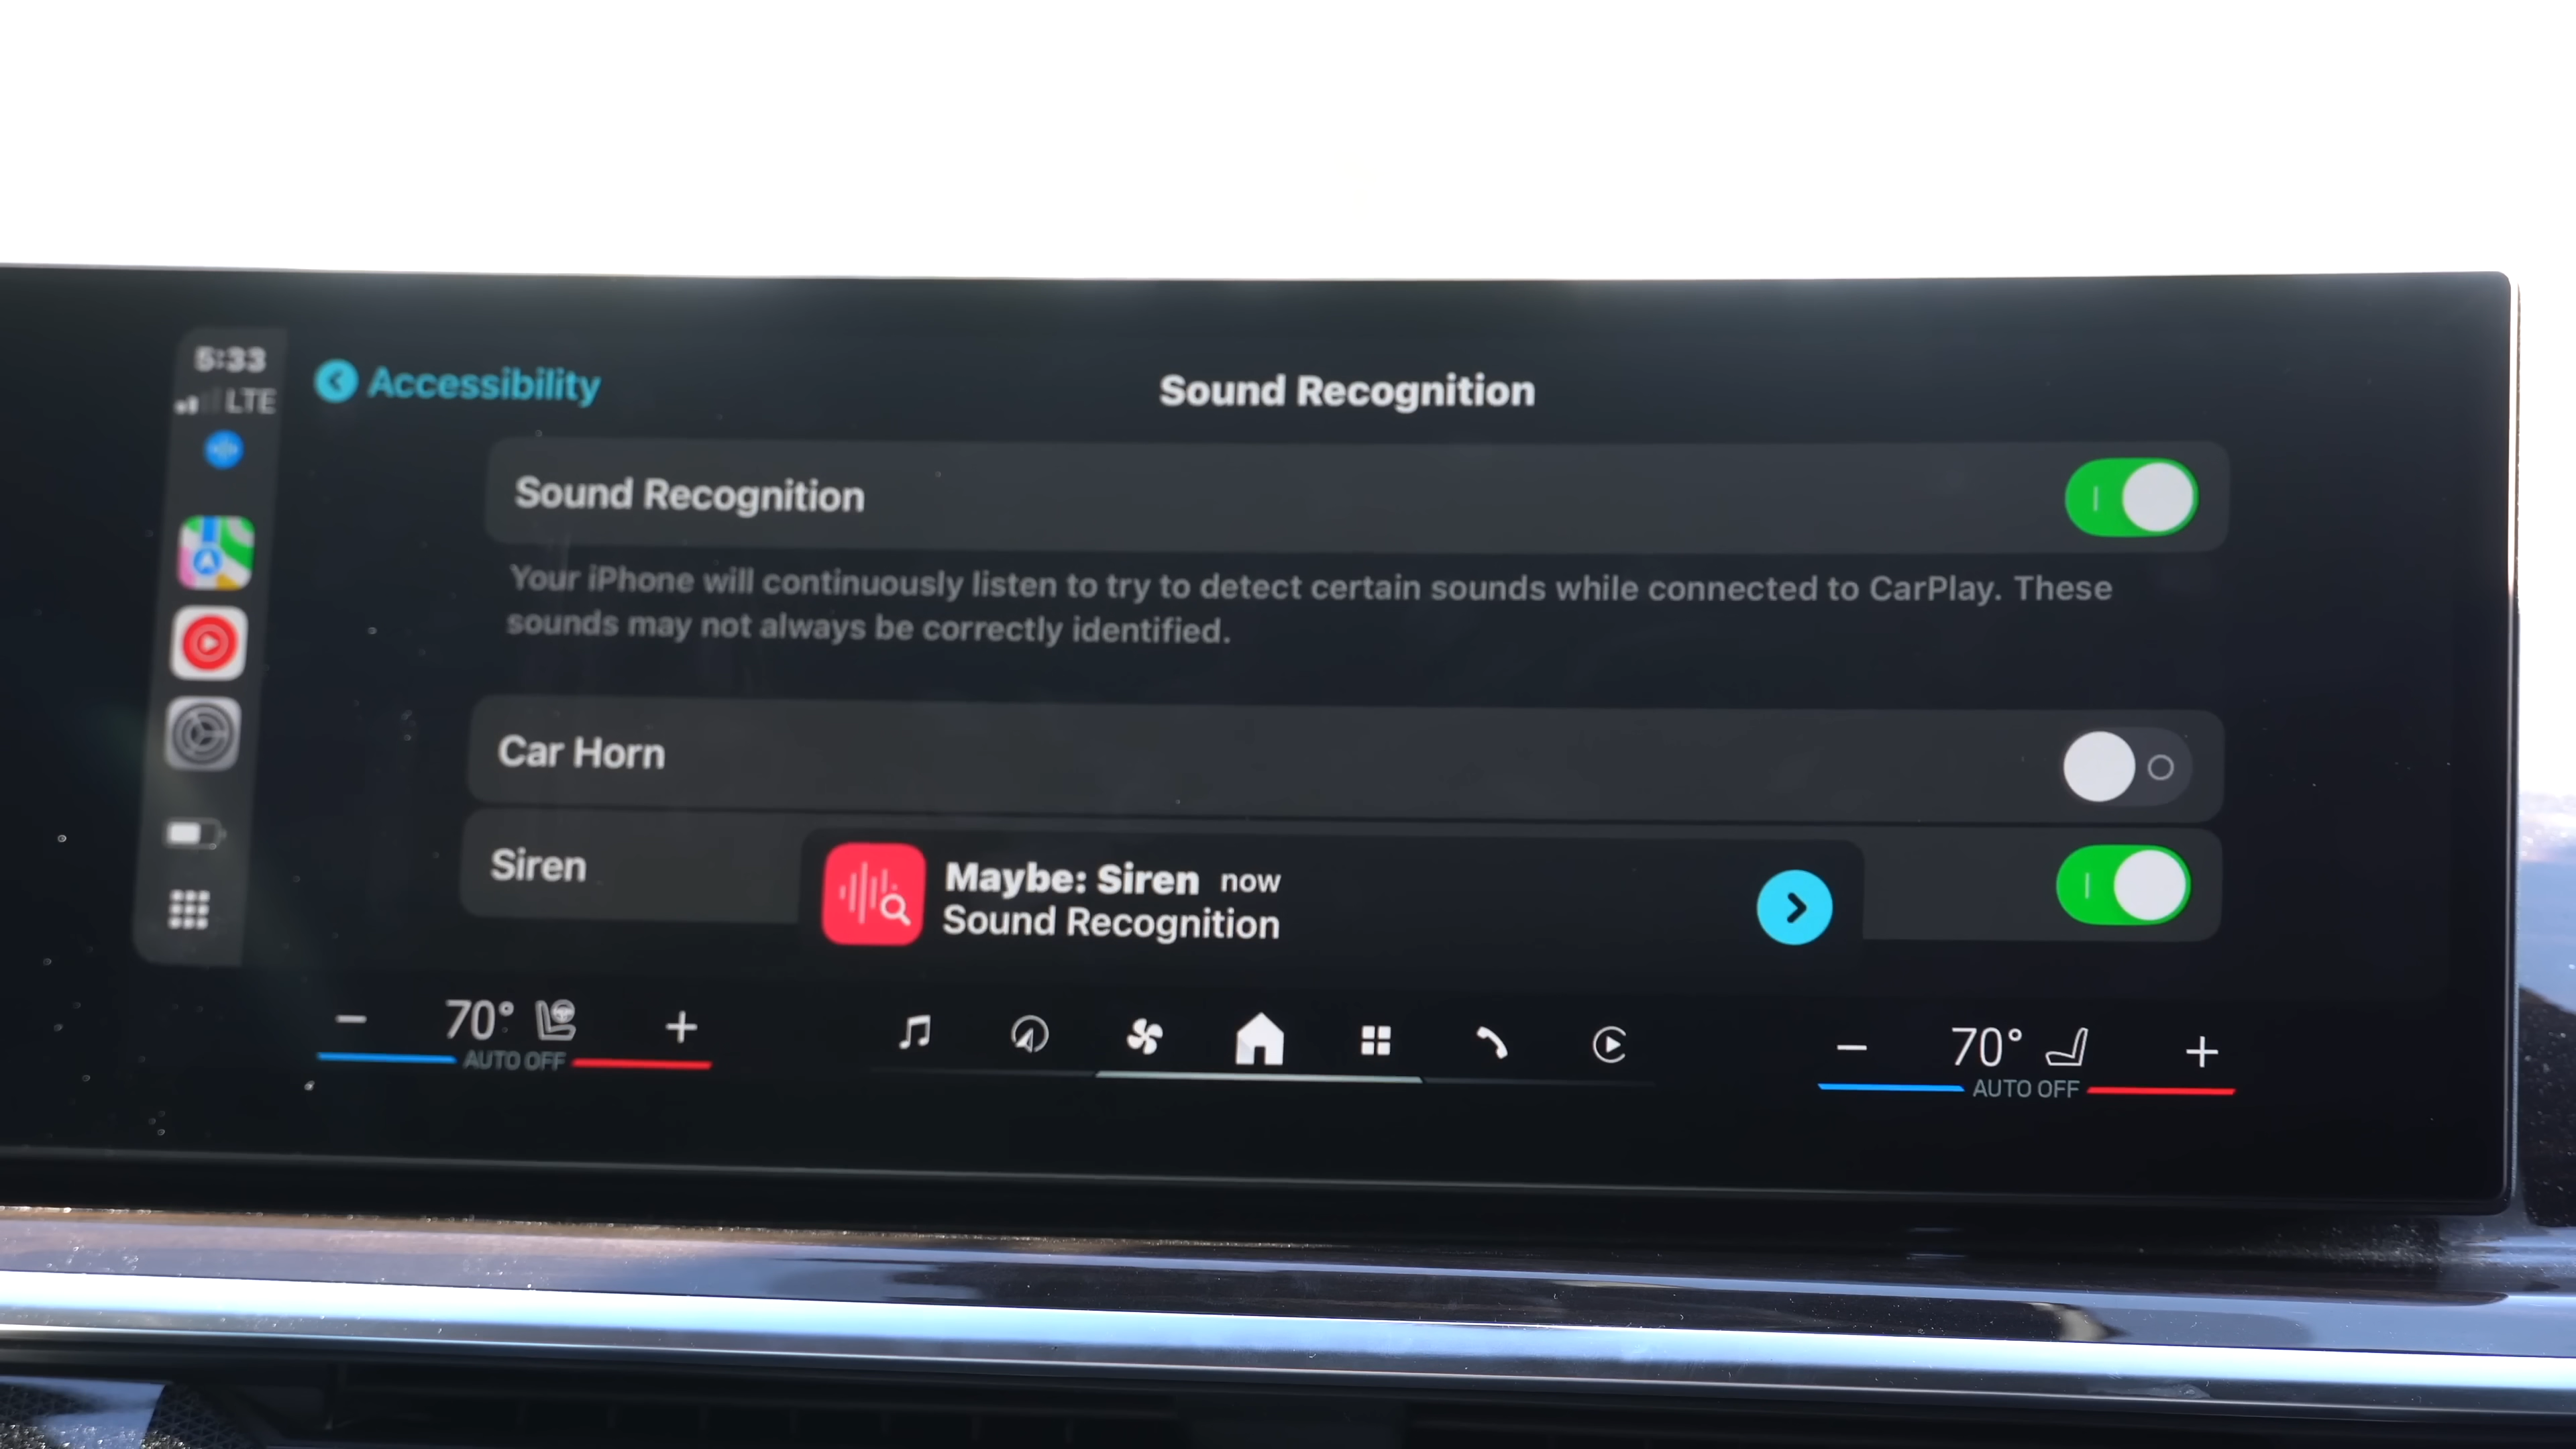 5:33
LTE
Accessibility
Sound Recognition
Sound Recognition
Your iPhone will continuously listen to try to detect certain sounds while connected to CarPlay. These
sounds may not always be correctly identified.
Car Horn
Siren
Maybe: Siren now
Sound Recognition
70°
AUTO OFF
70°
AUTO OFF